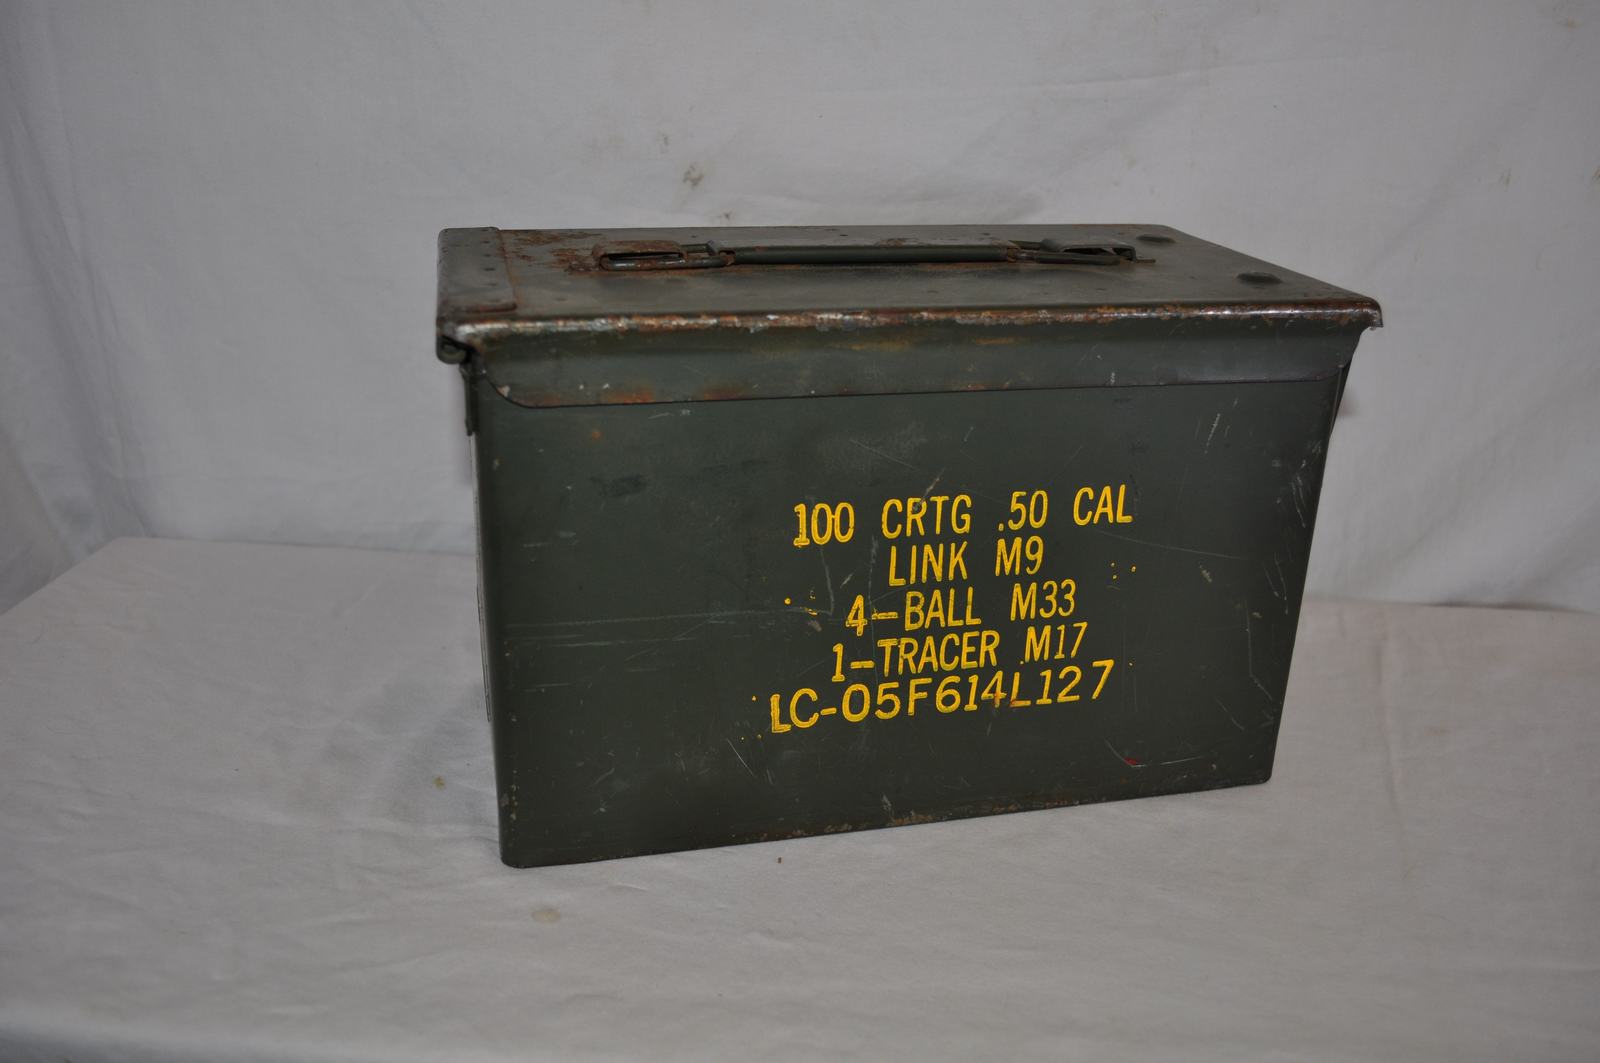 100 CRTG .50 CAL
LINK M9
4-BALL M33
1-TRACER M17
LC-05F614L127